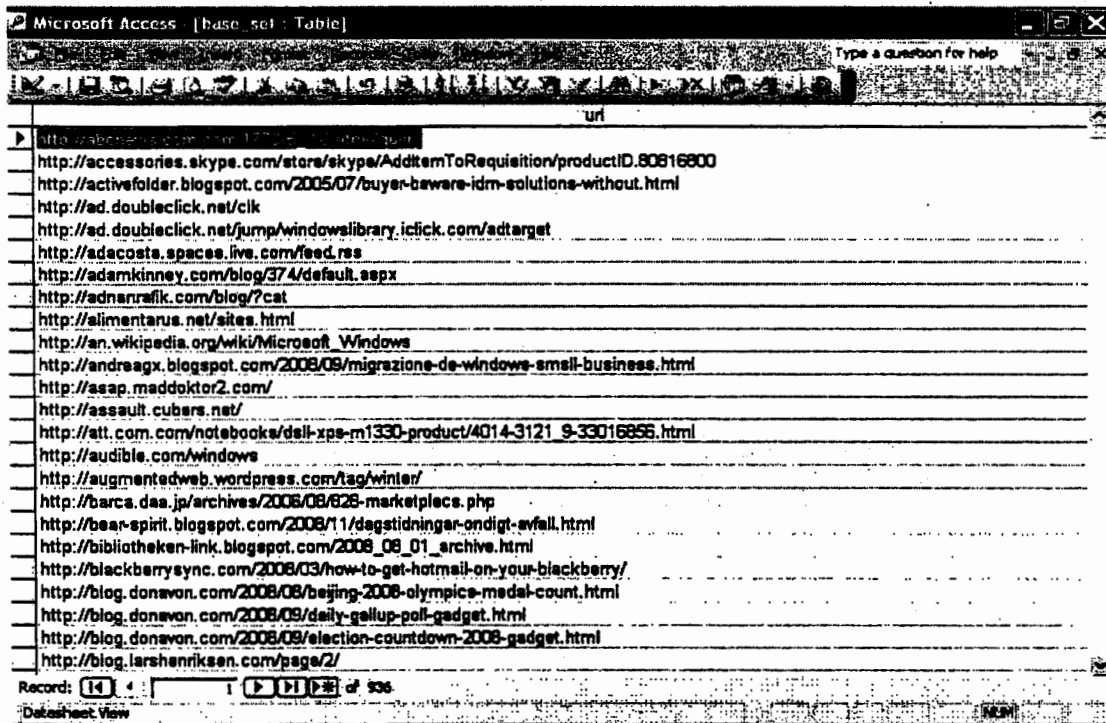 Microsoft Access - [base_set : Table]
Type a question for help
url
http://accessories.skype.com/store/skype/AddItemToRequisition/productID.80816800
http://activefolder.blogspot.com/2005/07/buyer-beware-idm-solutions-without.html
http://ad.doubleclick.net/clk
http://ad.doubleclick.net/jump/windowslibrary.iclick.com/adtarget
http://adacosta.spaces.live.com/feed.rss
http://adamkinney.com/blog/374/default.aspx
http://adnanrafik.com/blog/?cat
http://alimentarus.net/sites.html
http://an.wikipedia.org/wiki/Microsoft_Windows
http://andreagx.blogspot.com/2008/09/migrazione-de-windows-small-business.html
http://asap.maddoktor2.com/
http://assault.cubers.net/
http://att.com.com/notebooks/dell-xps-m1330-product/4014-3121_9-33016856.html
http://audible.com/windows
http://augmentedweb.wordpress.com/tag/winter/
http://barca.daa.jp/archives/2006/08/828-marketplacs.php
http://bear-spirit.blogspot.com/2008/11/dagstidningar-ondigt-avfall.html
http://bibliotheken-link.blogspot.com/2008_08_01_archive.html
http://blackberrysync.com/2008/03/how-to-get-hotmail-on-your-blackberry/
http://blog.donavon.com/2008/08/beijing-2008-olympics-medal-count.html
http://blog.donavon.com/2008/09/daily-gallup-poll-gadget.html
http://blog.donavon.com/2008/09/election-countdown-2008-gadget.html
http://blog.larshenriksen.com/page/2/
Record: 1 of 936
Datasheet View NUM